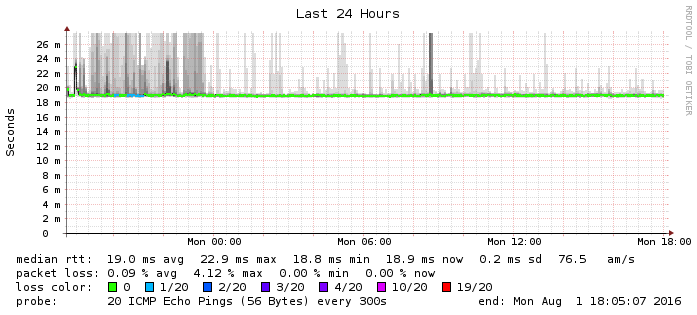 Last 24 Hours
RRDTOOL / TOBI OETIKER
Seconds
26 m
24 m
22 m
20 m
18 m
16 m
14 m
12 m
10 m
8 m
6 m
4 m
2 m
0
Mon 00:00 Mon 06:00 Mon 12:00 Mon 18:00
median rtt: 19.0 ms avg 22.9 ms max 18.8 ms min 18.9 ms now 0.2 ms sd 76.5 am/s
packet loss: 0.09 % avg 4.12 % max 0.00 % min 0.00 % now
loss color: 0 1/20 2/20 3/20 4/20 10/20 19/20
probe: 20 ICMP Echo Pings (56 Bytes) every 300s end: Mon Aug 1 18:05:07 2016